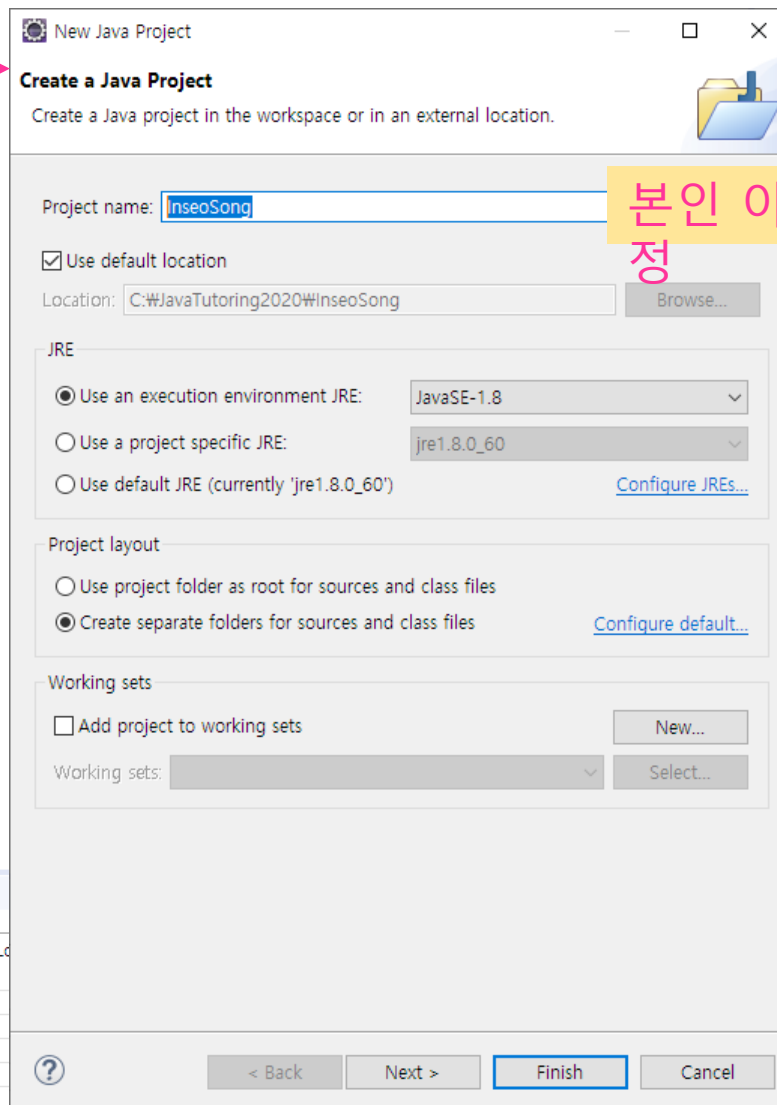 New Java Project
Create a Java Project
Create a Java project in the workspace or in an external location.
Project name: InseoSong
본인
정
Use default location
Location: C:₩JavaTutoring2020₩InseoSong Browse...
JRE
Use an execution environment JRE: JavaSE-1.8
Use a project specific JRE: jre1.8.0_60
Use default JRE (currently 'jre1.8.0_60') Configure JREs...
Project layout
Use project folder as root for sources and class files
Create separate folders for sources and class files Configure default...
Working sets
Add project to working sets New...
Working sets: Select...
? < Back Next > Finish Cancel